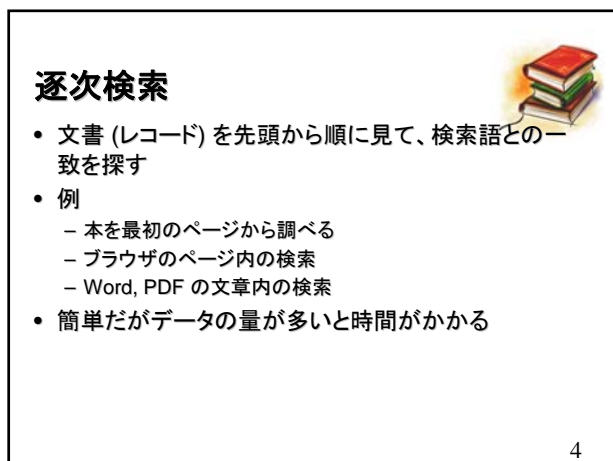 逐次検索
• 文書 (レコード) を先頭から順に見て、検索語との一
致を探す
• 例
– 本を最初のページから調べる
– ブラウザのページ内の検索
– Word, PDF の文章内の検索
• 簡単だがデータの量が多いと時間がかかる
4